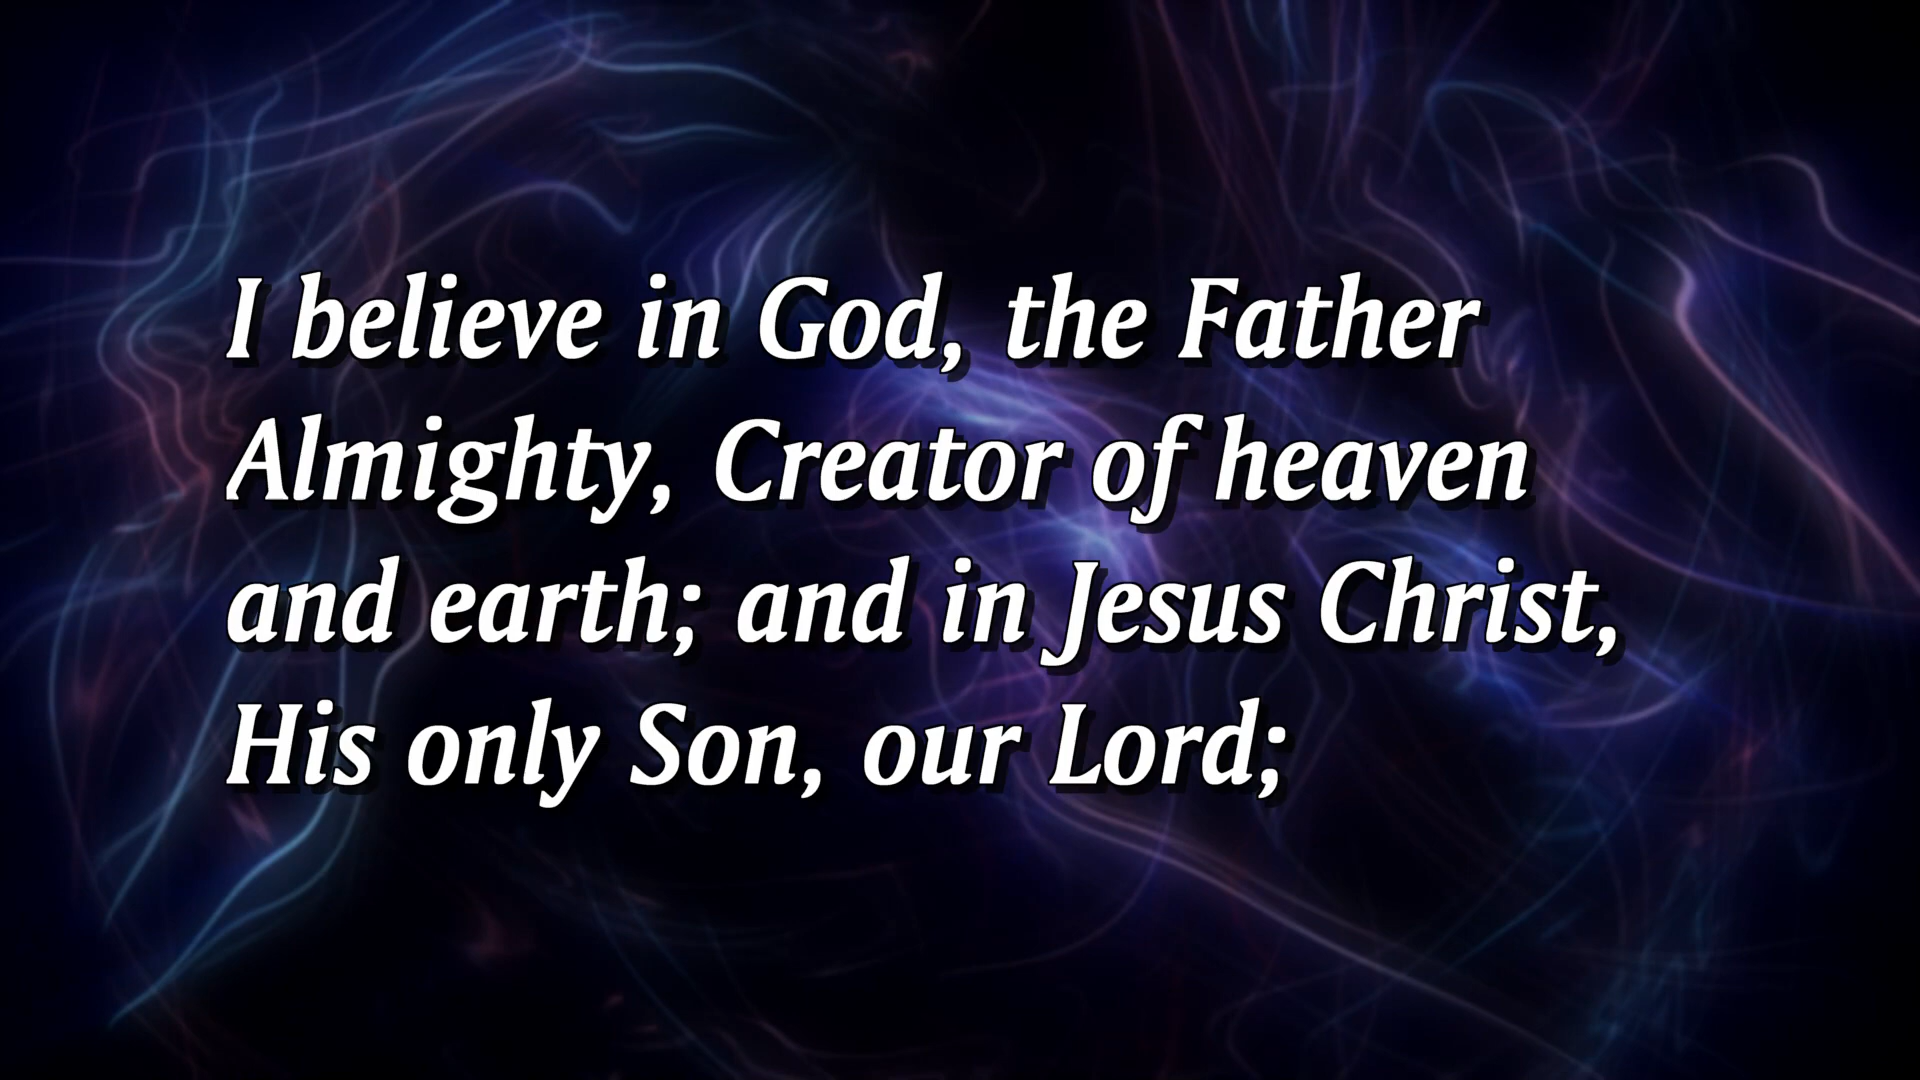 I believe in God, the Father
Almighty, Creator of heaven
and earth; and in Jesus Christ,
His only Son, our Lord;